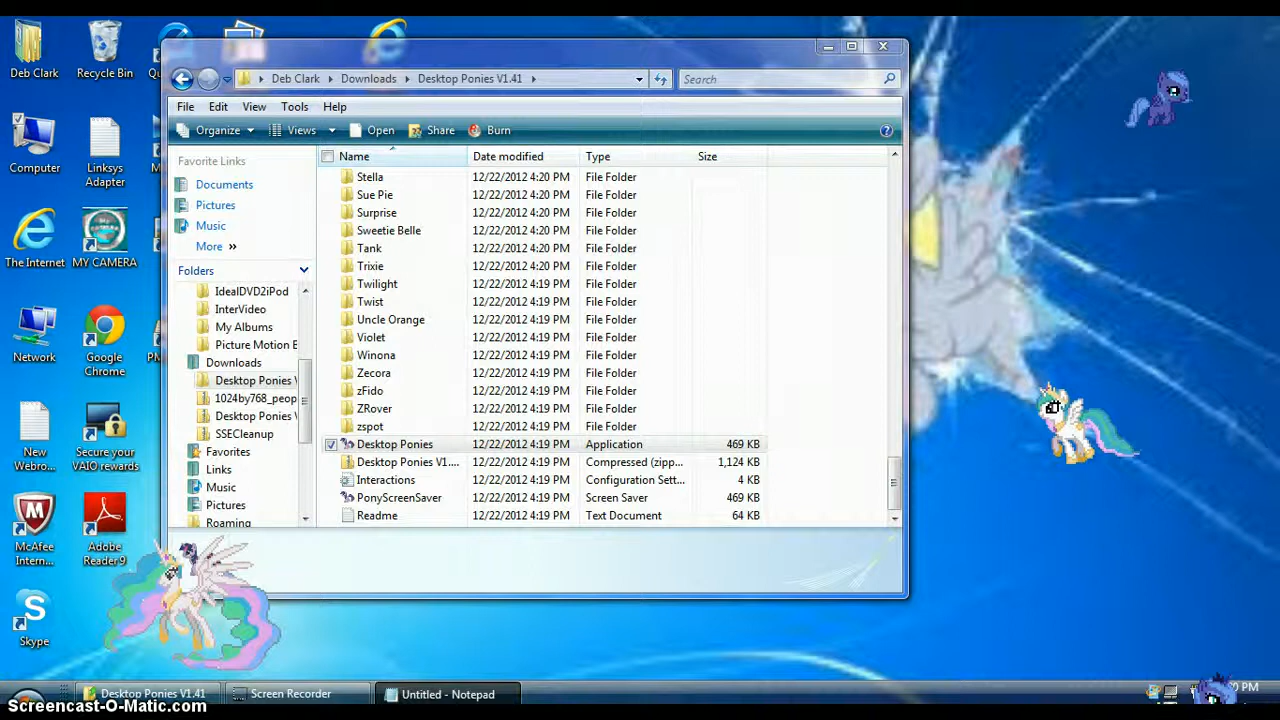 Deb Clark
Recycle Bin
Computer
Linksys
Adapter
The Internet
MY CAMERA
Network
Google
Chrome
New
Webro...
Secure your
VAIO rewards
McAfee
Intern...
Adobe
Reader 9
Skype
Deb Clark
Downloads
Desktop Ponies V1.41
Search
File Edit View Tools Help
Organize Views Open Share Burn
Favorite Links
Documents
Pictures
Music
More »
Folders
IdealDVD2iPod
InterVideo
My Albums
Picture Motion B
Downloads
Desktop Ponies V
1024by768_peop
Desktop Ponies V
SSECleanup
Favorites
Links
Music
Pictures
Roaming
Name Date modified Type Size
Stella 12/22/2012 4:20 PM File Folder
Sue Pie 12/22/2012 4:20 PM File Folder
Surprise 12/22/2012 4:20 PM File Folder
Sweetie Belle 12/22/2012 4:20 PM File Folder
Tank 12/22/2012 4:20 PM File Folder
Trixie 12/22/2012 4:20 PM File Folder
Twilight 12/22/2012 4:19 PM File Folder
Twist 12/22/2012 4:19 PM File Folder
Uncle Orange 12/22/2012 4:19 PM File Folder
Violet 12/22/2012 4:19 PM File Folder
Winona 12/22/2012 4:19 PM File Folder
Zecora 12/22/2012 4:19 PM File Folder
zFido 12/22/2012 4:19 PM File Folder
ZRover 12/22/2012 4:19 PM File Folder
zspot 12/22/2012 4:19 PM File Folder
Desktop Ponies 12/22/2012 4:19 PM Application 469 KB
Desktop Ponies V1.... 12/22/2012 4:19 PM Compressed (zipp... 1,124 KB
Interactions 12/22/2012 4:19 PM Configuration Sett... 4 KB
PonyScreenSaver 12/22/2012 4:19 PM Screen Saver 469 KB
Readme 12/22/2012 4:19 PM Text Document 64 KB
Desktop Ponies V1.41
Screen Recorder
Untitled - Notepad
PM
Screencast-O-Matic.com